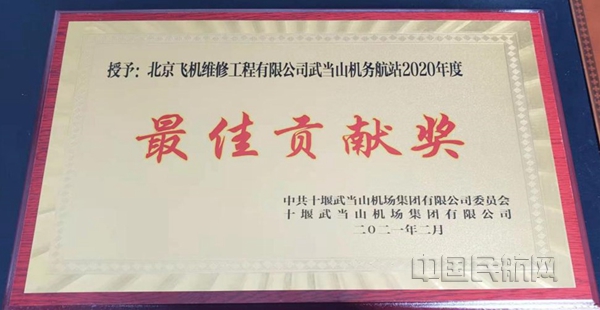 授予：北京飞机维修工程有限公司武当山机务航站2020年度
最佳贡献奖
中共十堰武当山机场集团有限公司委员会
十堰武当山机场集团有限公司
二〇二一年二月
中国民航网